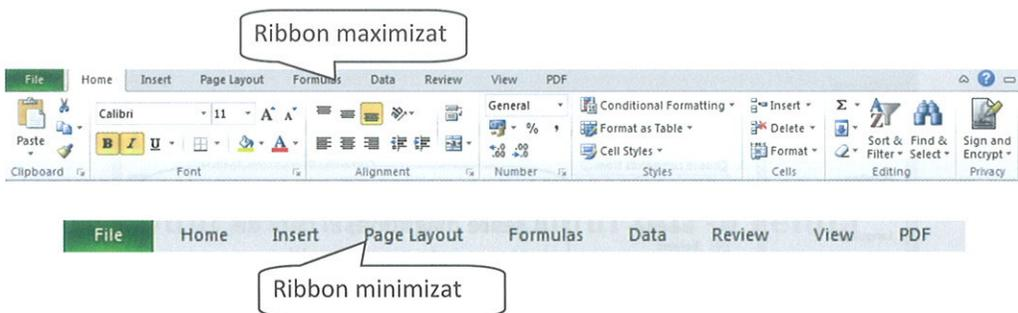 Ribbon maximizat
File Home Insert Page Layout Formulas Data Review View PDF
Calibri 11 A A General Conditional Formatting Insert Σ A Z
Paste B I U A % , Format as Table Delete Sort & Find & Sign and
.00 .00 Cell Styles Format Filter Select Encrypt
Clipboard Font Alignment Number Styles Cells Editing Privacy
File Home Insert Page Layout Formulas Data Review View PDF
Ribbon minimizat